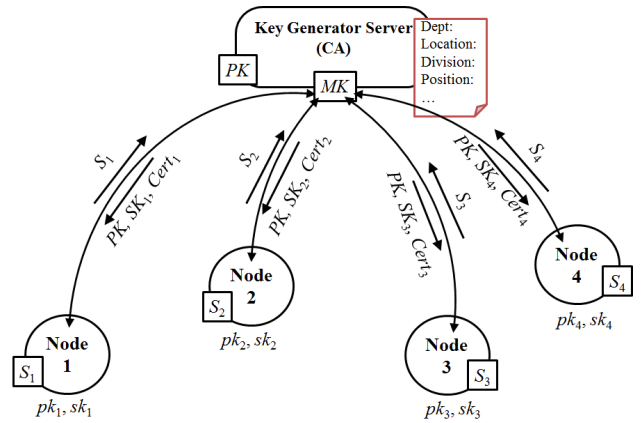 Key Generator Server
(CA)
Dept:
Location:
Division:
Position:
...
PK
MK
S₁
PK, SK₁, Cert₁
S₂
PK, SK₂, Cert₂
PK, SK₃, Cert₃
S₃
PK, SK₄, Cert₄
S₄
Node
1
S₁
pk₁, sk₁
Node
2
S₂
pk₂, sk₂
Node
3
S₃
pk₃, sk₃
Node
4
S₄
pk₄, sk₄